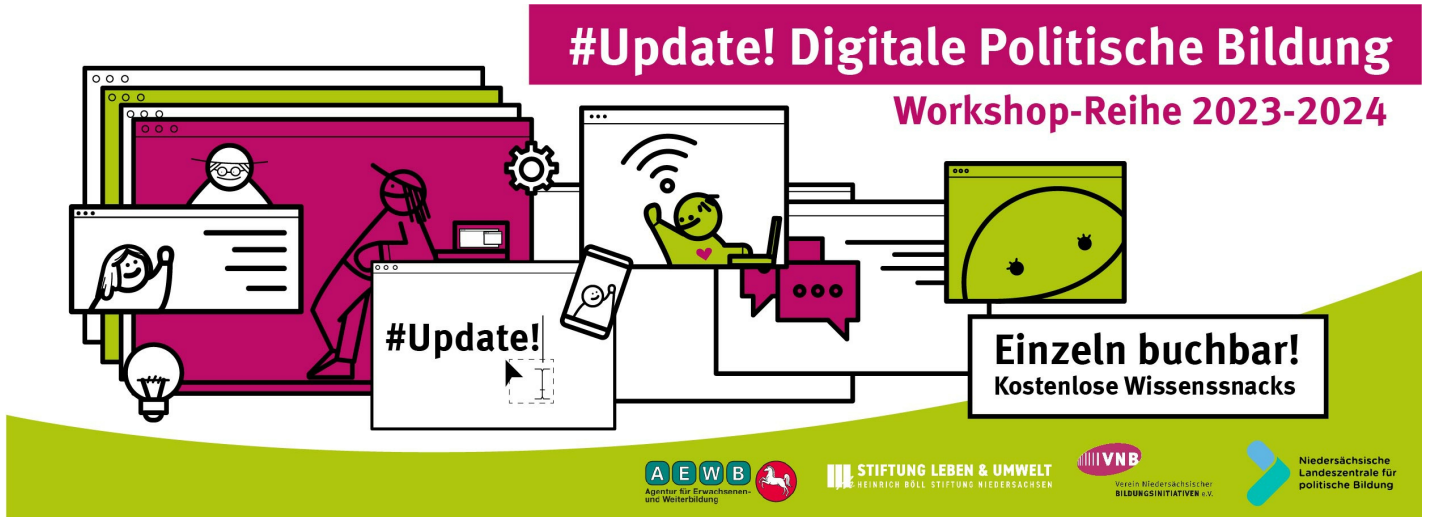 #Update! Digitale Politische Bildung
Workshop-Reihe 2023-2024
#Update!
Einzeln buchbar!
Kostenlose Wissenssnacks
AEWB
Agentur für Erwachsenen-
und Weiterbildung
STIFTUNG LEBEN & UMWELT
HEINRICH BÖLL STIFTUNG NIEDERSACHSEN
VNB
Verein Niedersächsischer
BILDUNGSINITIATIVEN e.V.
Niedersächsische
Landeszentrale für
politische Bildung